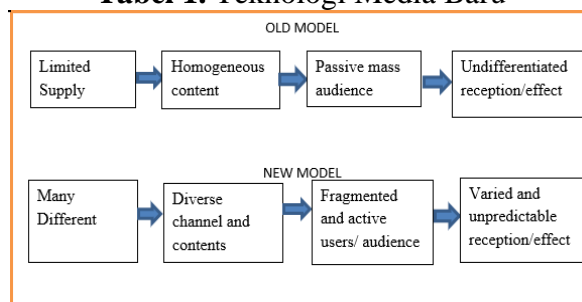 Tabel 1. Teknologi Media Baru
OLD MODEL
Limited
Supply
Homogeneous
content
Passive mass
audience
Undifferentiated
reception/effect
NEW MODEL
Many
Different
Diverse
channel and
contents
Fragmented
and active
users/ audience
Varied and
unpredictable
reception/effect